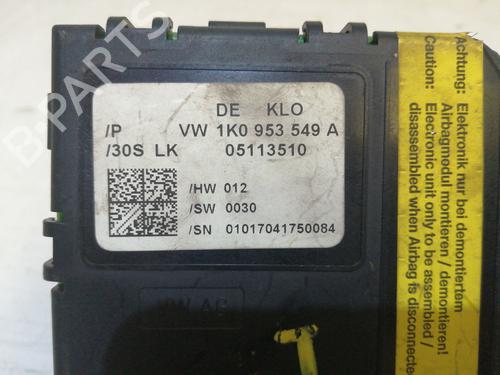 DE KLO
/P VW 1K0 953 549 A
/30S LK 05113510
/HW 012
/SW 0030
/SN 01017041750084
Achtung:
Elektronik nur bei demontiertem
Airbagmodul montieren / demontieren!
Caution:
Electronic unit only to be assembled /
disassembled when Airbag is
disconnecte
B PARTS